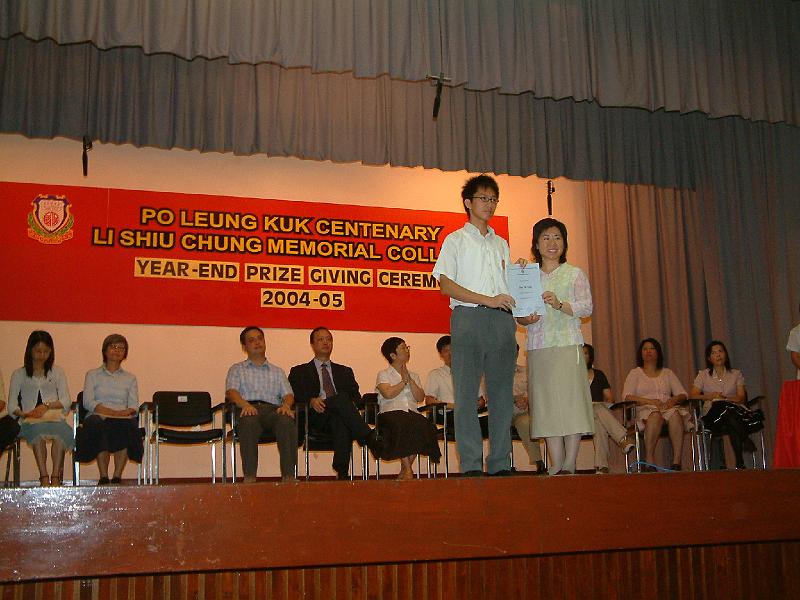 PO LEUNG KUK CENTENARY
LI SHIU CHUNG MEMORIAL COLL
YEAR-END PRIZE GIVING CEREM
2004-05